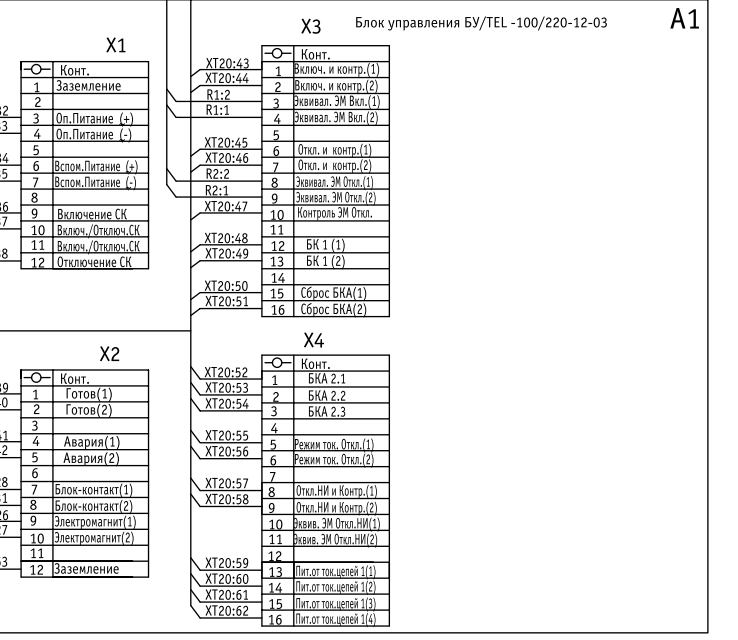 Блок управления БУ/TEL -100/220-12-03
А1
X1
Конт.
1 Заземление
2
3 Оп.Питание (+)
4 Оп.Питание (-)
5
6 Вспом.Питание (+)
7 Вспом.Питание (-)
8
9 Включение СК
10 Включ./Отключ.СК
11 Включ./Отключ.СК
12 Отключение СК
X2
Конт.
1 Готов(1)
2 Готов(2)
3
4 Авария(1)
5 Авария(2)
6
7 Блок-контакт(1)
8 Блок-контакт(2)
9 Электромагнит(1)
10 Электромагнит(2)
11
12 Заземление
X3
Конт.
XT20:43 1 Включ. и контр.(1)
XT20:44 2 Включ. и контр.(2)
R1:2 3 Эквивал. ЭМ Вкл.(1)
R1:1 4 Эквивал. ЭМ Вкл.(2)
5
XT20:45 6 Откл. и контр.(1)
XT20:46 7 Откл. и контр.(2)
R2:2 8 Эквивал. ЭМ Откл.(1)
R2:1 9 Эквивал. ЭМ Откл.(2)
XT20:47 10 Контроль ЭМ Откл.
11
XT20:48 12 БК 1 (1)
XT20:49 13 БК 1 (2)
14
XT20:50 15 Сброс БКА(1)
XT20:51 16 Сброс БКА(2)
X4
Конт.
XT20:52 1 БКА 2.1
XT20:53 2 БКА 2.2
XT20:54 3 БКА 2.3
4
XT20:55 5 Режим ток. Откл.(1)
XT20:56 6 Режим ток. Откл.(2)
7
XT20:57 8 Откл.НИ и Контр.(1)
XT20:58 9 Откл.НИ и Контр.(2)
10 Эквив. ЭМ Откл.НИ(1)
11 Эквив. ЭМ Откл.НИ(2)
12
XT20:59 13 Пит.от ток.цепей 1(1)
XT20:60 14 Пит.от ток.цепей 1(2)
XT20:61 15 Пит.от ток.цепей 1(3)
XT20:62 16 Пит.от ток.цепей 1(4)